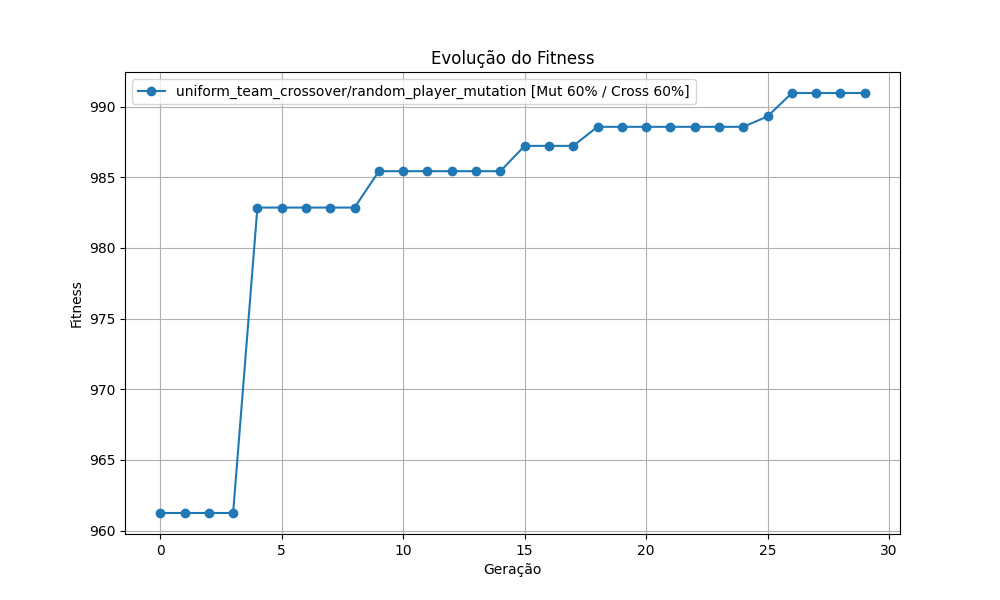 Evolução do Fitness
uniform_team_crossover/random_player_mutation [Mut 60% / Cross 60%]
Fitness
990
985
980
975
970
965
960
0 5 10 15 20 25 30
Geração